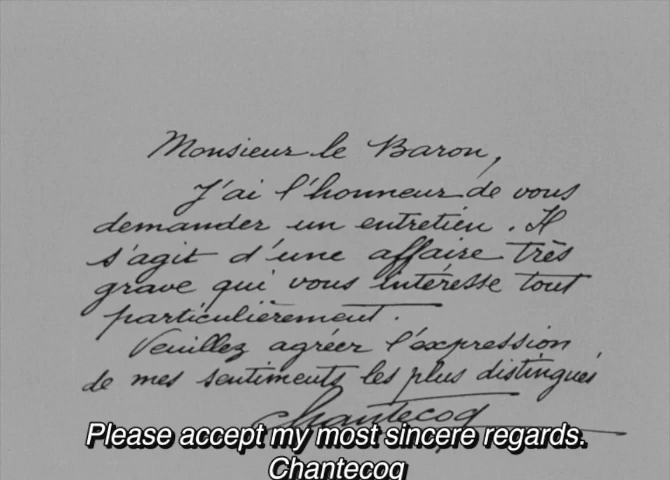 Monsieur le Baron,
J'ai l'honneur de vous
demander un entretien. Il
s'agit d'une affaire très
grave qui vous intéresse tout
particulièrement.
Veuillez agréer l'expression
de mes sentiments les plus distingués
Chantecoq
Please accept my most sincere regards.
Chantecoq